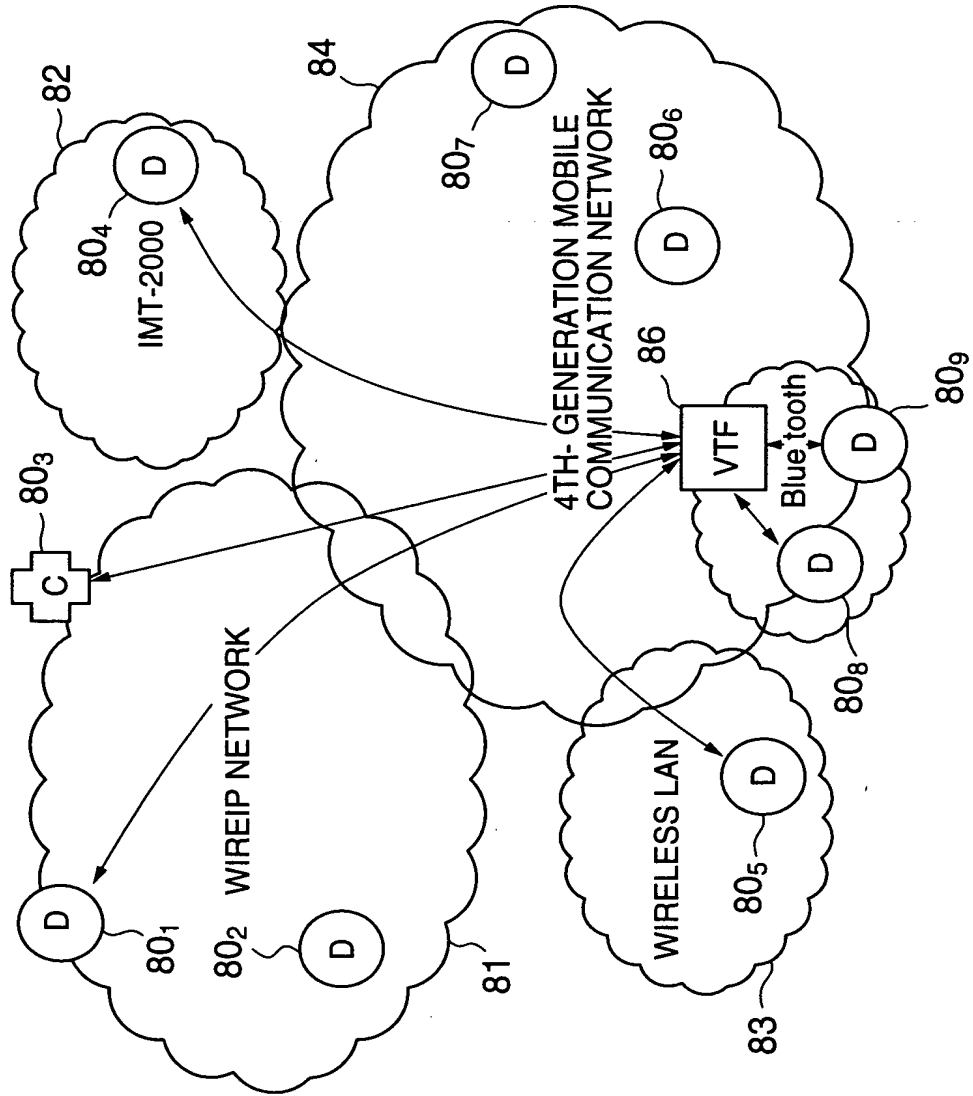 82
D
80₄
IMT-2000
84
D
80₇
4TH- GENERATION MOBILE
COMMUNICATION NETWORK
D
80₆
C
80₃
D
80₁
WIREIP NETWORK
D
80₂
81
WIRELESS LAN
D
80₅
83
86
VTF
Blue tooth
D
80₈
D
80₉